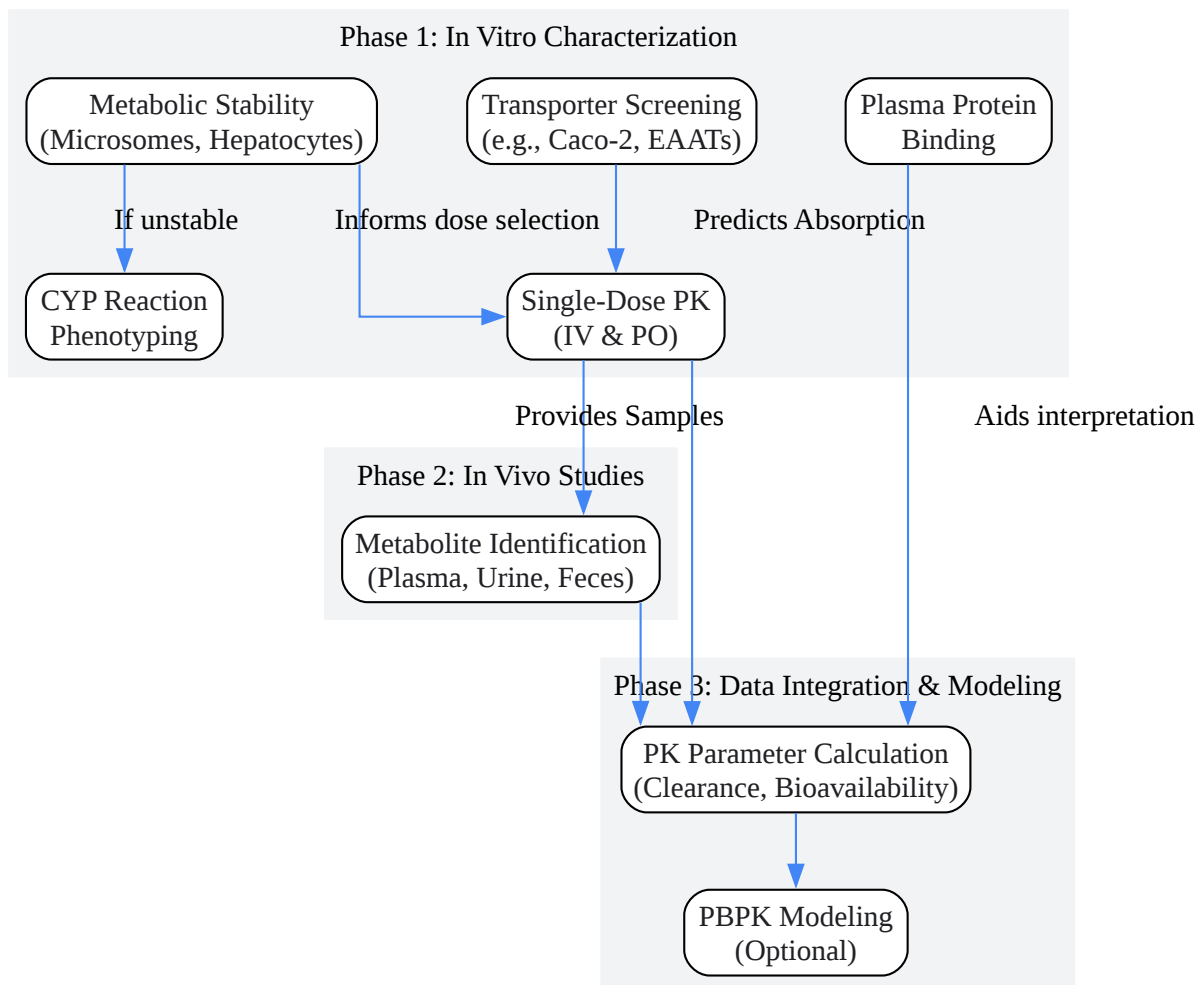 Phase 1: In Vitro Characterization
Metabolic Stability
(Microsomes, Hepatocytes)
Transporter Screening
(e.g., Caco-2, EAATs)
Plasma Protein
Binding
If unstable
Informs dose selection
Predicts Absorption
CYP Reaction
Phenotyping
Single-Dose PK
(IV & PO)
Provides Samples
Aids interpretation
Phase 2: In Vivo Studies
Metabolite Identification
(Plasma, Urine, Feces)
Phase 3: Data Integration & Modeling
PK Parameter Calculation
(Clearance, Bioavailability)
PBPK Modeling
(Optional)